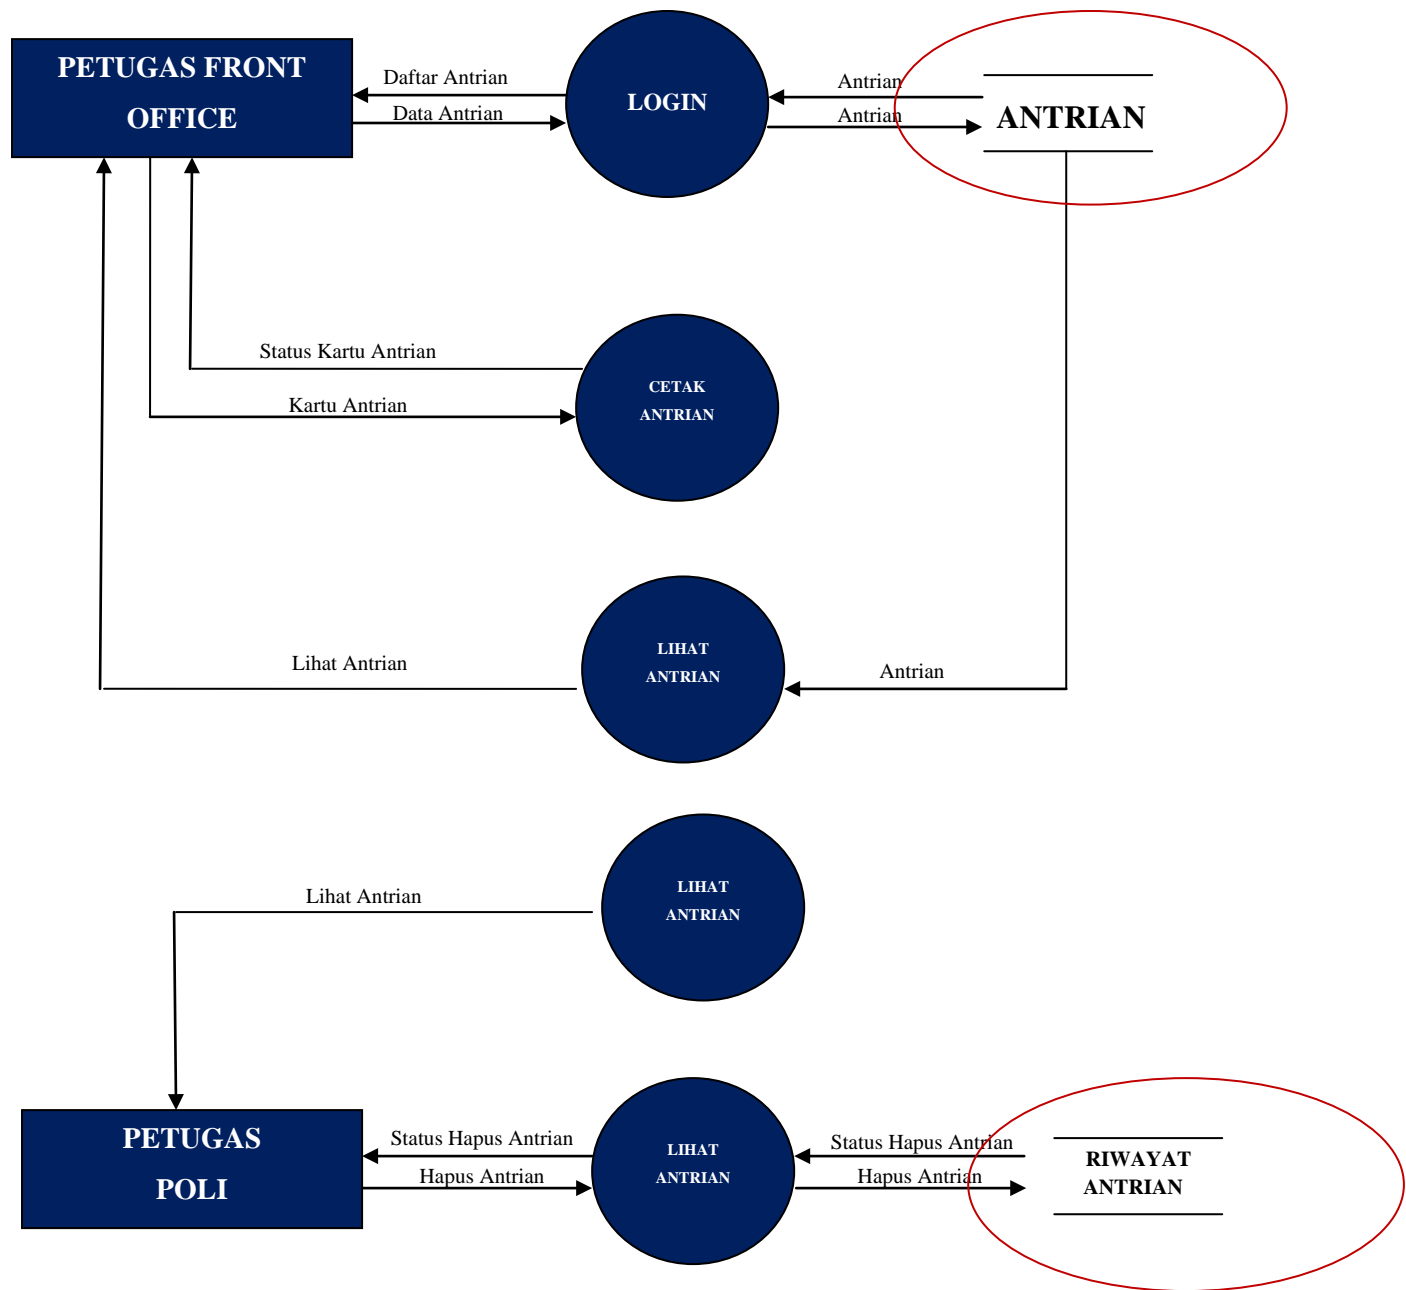 PETUGAS FRONT
OFFICE
Daftar Antrian
Data Antrian
LOGIN
Antrian
Antrian
ANTRIAN
Status Kartu Antrian
Kartu Antrian
CETAK
ANTRIAN
Lihat Antrian
LIHAT
ANTRIAN
Antrian
Lihat Antrian
LIHAT
ANTRIAN
PETUGAS
POLI
Status Hapus Antrian
Hapus Antrian
LIHAT
ANTRIAN
Status Hapus Antrian
Hapus Antrian
RIWAYAT
ANTRIAN